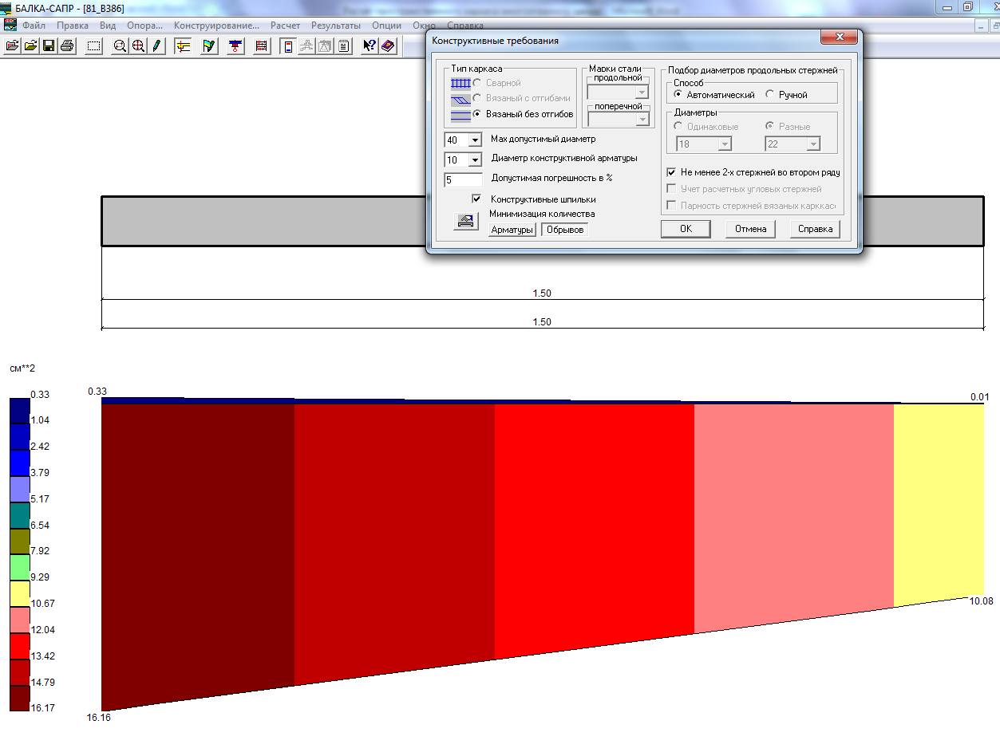 БАЛКА-САПР - [81_B386]
Файл Правка Вид Опора... Конструирование... Расчет Результаты Опции Окно Справка
Конструктивные требования
Тип каркаса
Сварной
Вязаный с отгибами
Вязаный без отгибов
Марки стали
продольной
поперечной
Подбор диаметров продольных стержней
Способ
Автоматический Ручной
Диаметры
Одинаковые Разные
18 22
40 Мах допустимый диаметр
10 Диаметр конструктивной арматуры
5 Допустимая погрешность в %
Конструктивные шпильки
Минимизация количества
Арматуры Обрывов
Не менее 2-х стержней во втором ряду
Учет расчетных угловых стержней
Парность стержней вязаных карккас
OK Отмена Справка
1.50
1.50
см**2
0.33
1.04
2.42
3.79
5.17
6.54
7.92
9.29
10.67
12.04
13.42
14.79
16.17
0.33
0.01
10.08
16.16